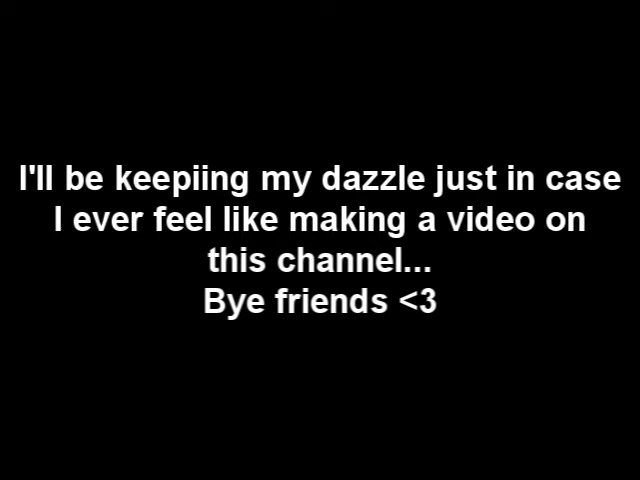 I'll be keepiing my dazzle just in case
I ever feel like making a video on
this channel...
Bye friends <3